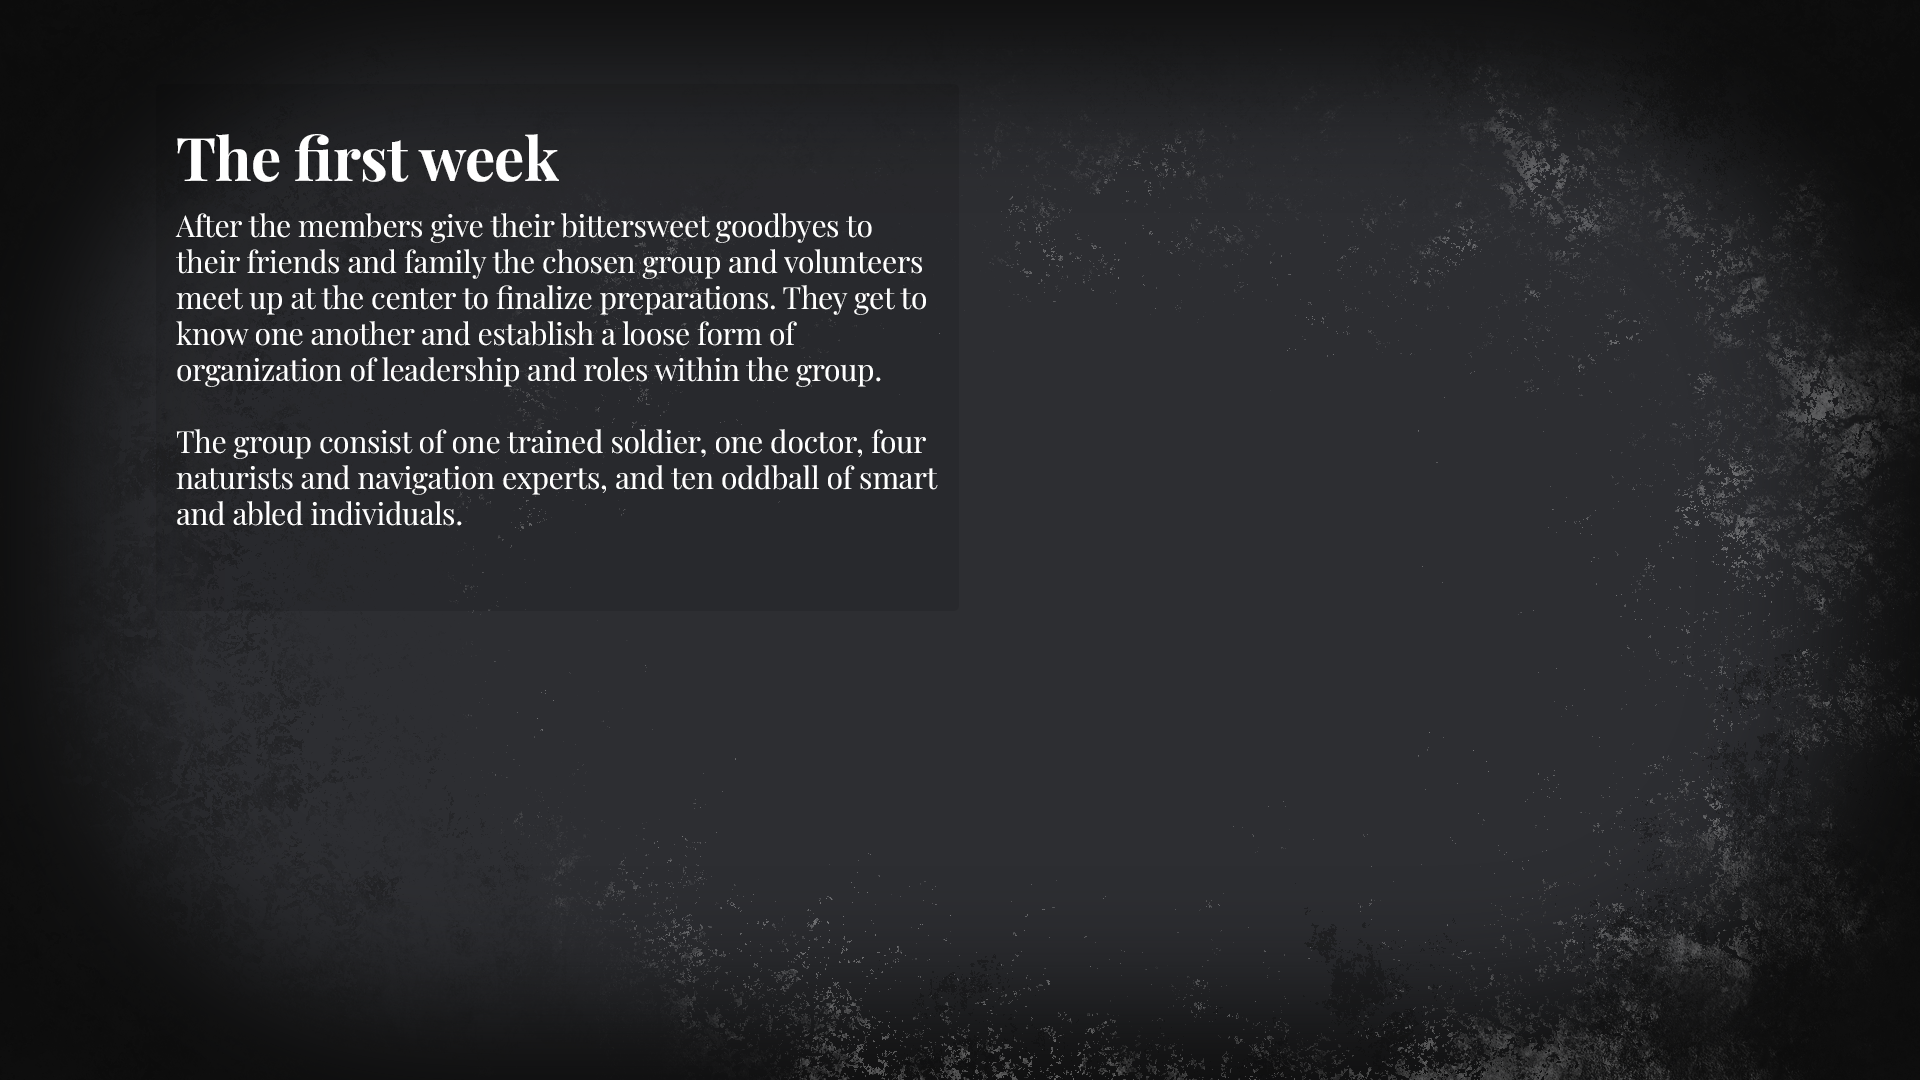 The first week
After the members give their bittersweet goodbyes to
their friends and family the chosen group and volunteers
meet up at the center to finalize preparations. They get to
know one another and establish a loose form of
organization of leadership and roles within the group.
The group consist of one trained soldier, one doctor, four
naturists and navigation experts, and ten oddball of smart
and abled individuals.